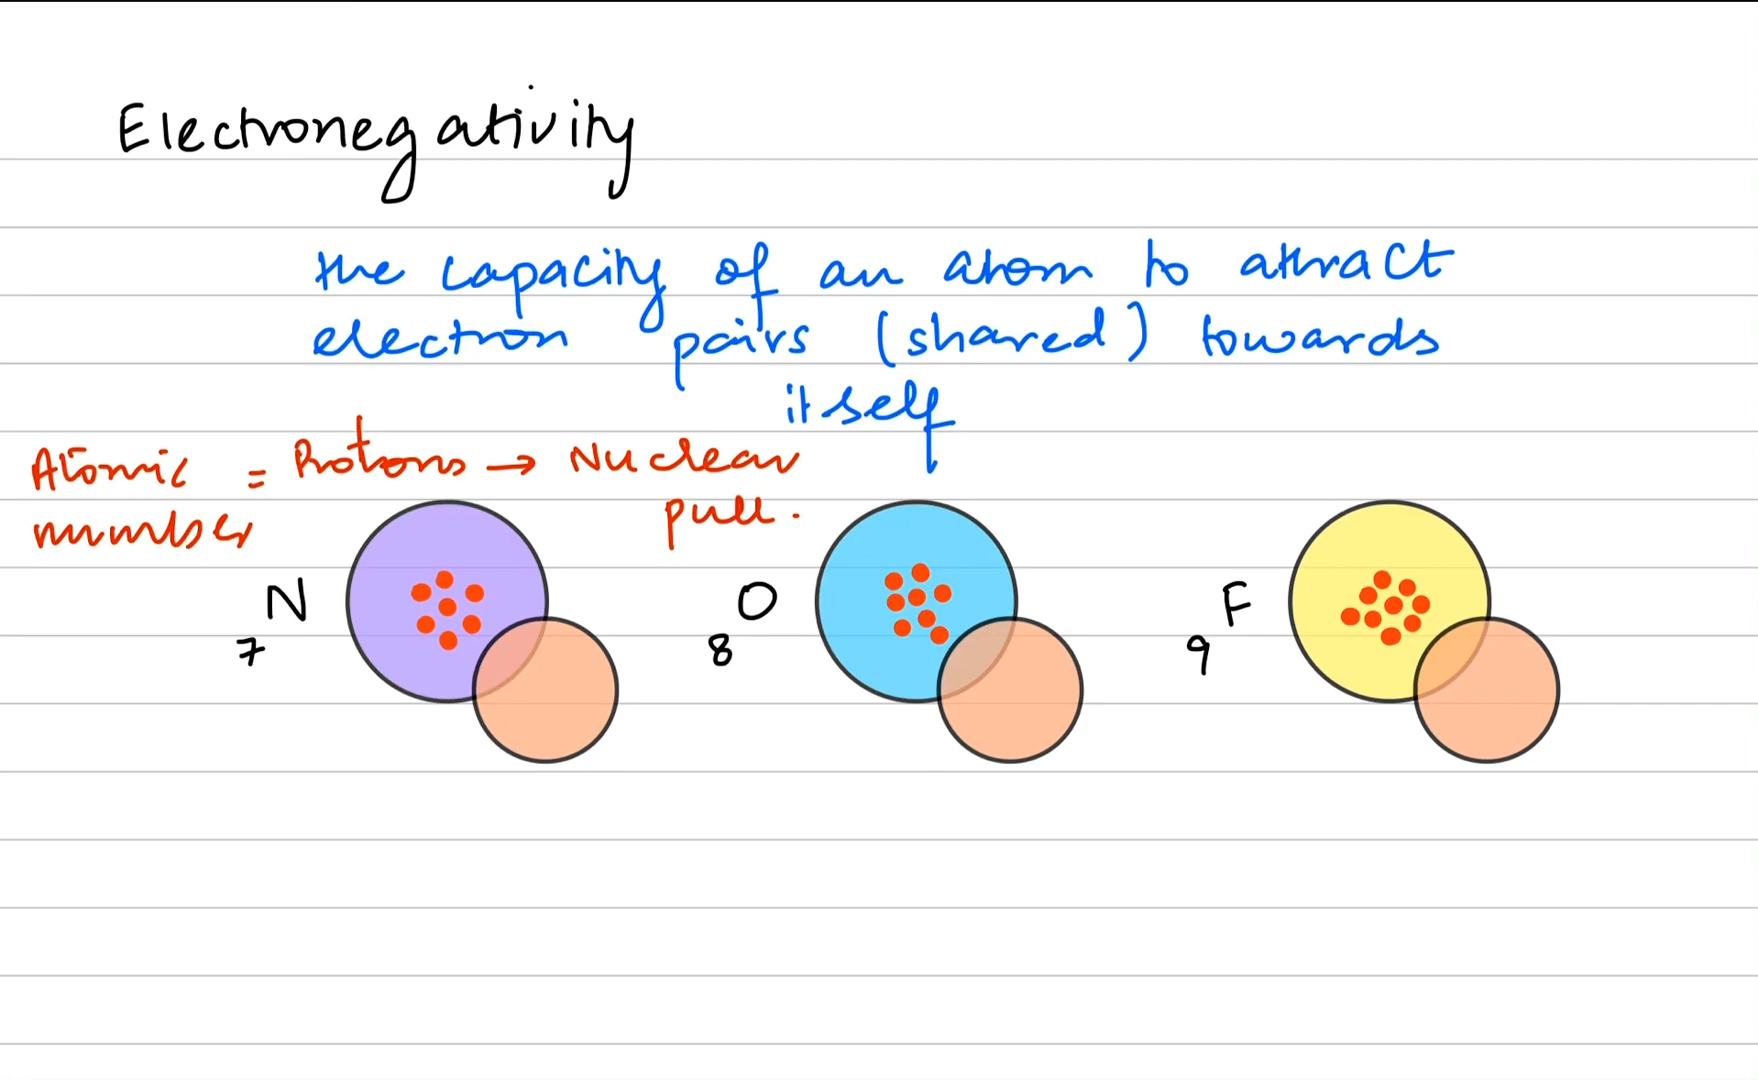 Electronegativity
the capacity of an atom to attract
electron pairs (shared) towards
itself
Atomic = Protons → Nuclear
number pull.
N O F
7 8 9